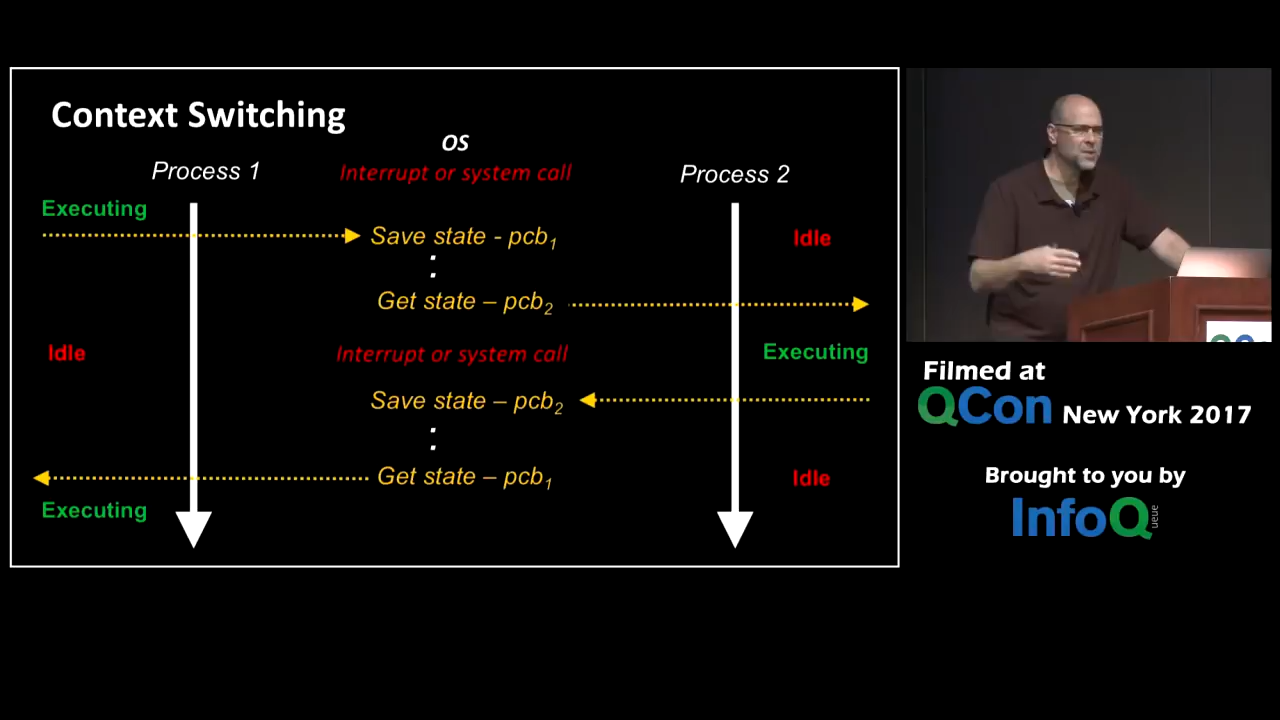 Context Switching
OS
Process 1
Interrupt or system call
Process 2
Executing
Save state - pcb1
Idle
:
Get state – pcb2
Idle
Interrupt or system call
Executing
Save state – pcb2
:
Get state – pcb1
Idle
Executing
Filmed at
QCon New York 2017
Brought to you by
InfoQueue